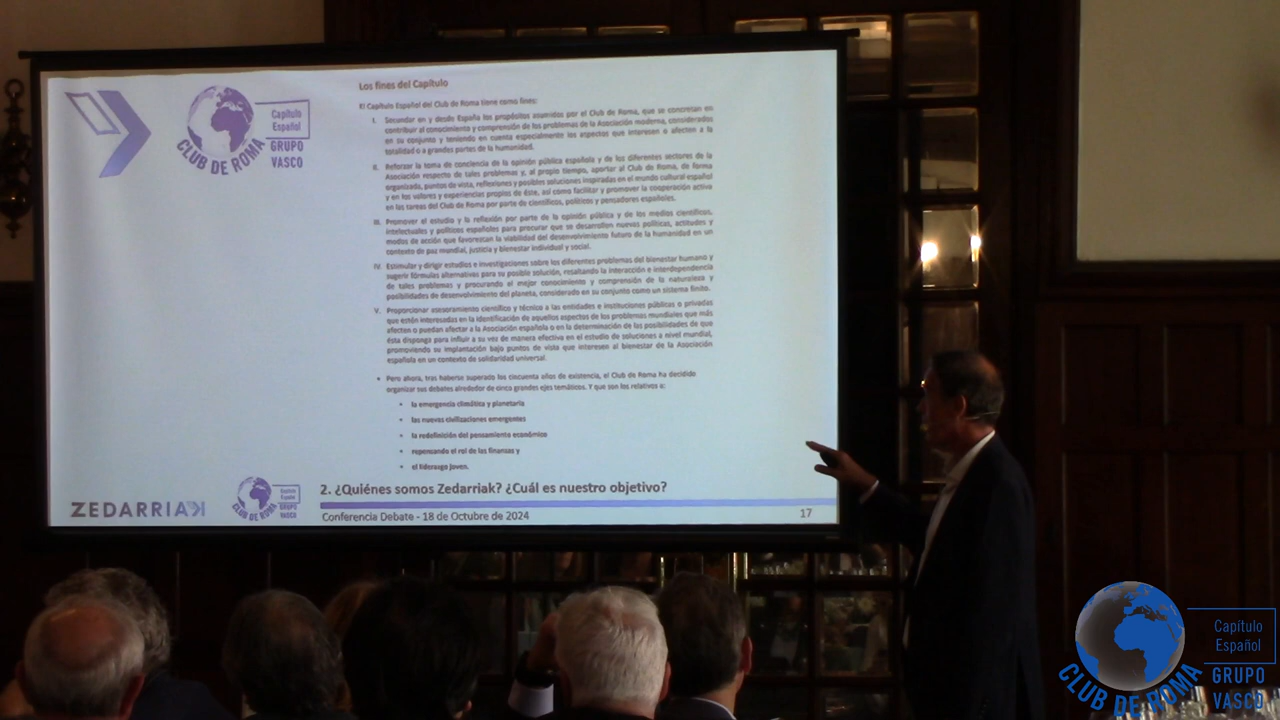 Los fines del Capítulo
El Capítulo Español del Club de Roma tiene como fines:
I. Secundar en y desde España los propósitos asumidos por el Club de Roma, que se concretan en
contribuir al conocimiento y comprensión de los problemas de la Asociación moderna, considerados
en su conjunto y teniendo en cuenta especialmente los aspectos que interesen o afecten a la
totalidad o a grandes partes de la humanidad.
II. Reforzar la toma de conciencia de la opinión pública española y de los diferentes sectores de la
Asociación respecto de tales problemas y, al propio tiempo, aportar al Club de Roma, de forma
organizada, puntos de vista, reflexiones y posibles soluciones inspiradas en el mundo cultural español
y en los valores y experiencias propios de éste, así como facilitar y promover la cooperación activa
en las tareas del Club de Roma por parte de científicos, políticos y pensadores españoles.
III. Promover el estudio y la reflexión por parte de la opinión pública y de los medios científicos,
intelectuales y políticos españoles para procurar que se desarrollen nuevas políticas, actitudes y
modos de acción que favorezcan la viabilidad del desenvolvimiento futuro de la humanidad en un
contexto de paz mundial, justicia y bienestar individual y social.
IV. Estimular y dirigir estudios e investigaciones sobre los diferentes problemas del bienestar humano y
sugerir fórmulas alternativas para su posible solución, resaltando la interacción e interdependencia
de tales problemas y procurando el mejor conocimiento y comprensión de la naturaleza y
posibilidades de desenvolvimiento del planeta, considerado en su conjunto como un sistema finito.
V. Proporcionar asesoramiento científico y técnico a las entidades e instituciones públicas o privadas
que estén interesadas en la identificación de aquellos aspectos de los problemas mundiales que más
afecten o puedan afectar a la Asociación española o en la determinación de las posibilidades de que
ésta disponga para influir a su vez de manera efectiva en el estudio de soluciones a nivel mundial,
promoviendo su implantación bajo puntos de vista que interesen al bienestar de la Asociación
española en un contexto de solidaridad universal.
• Pero ahora, tras haberse superado los cincuenta años de existencia, el Club de Roma ha decidido
organizar sus debates alrededor de cinco grandes ejes temáticos. Y que son los relativos a:
• la emergencia climática y planetaria
• las nuevas civilizaciones emergentes
• la redefinición del pensamiento económico
• repensando el rol de las finanzas y
• el liderazgo joven.
CLUB DE ROMA
Capítulo
Español
GRUPO
VASCO
2. ¿Quiénes somos Zedarriak? ¿Cuál es nuestro objetivo?
ZEDARRIAK
CLUB DE ROMA
Capítulo
Español
GRUPO
VASCO
Conferencia Debate - 18 de Octubre de 2024
17
CLUB DE ROMA
Capítulo
Español
GRUPO
VASCO